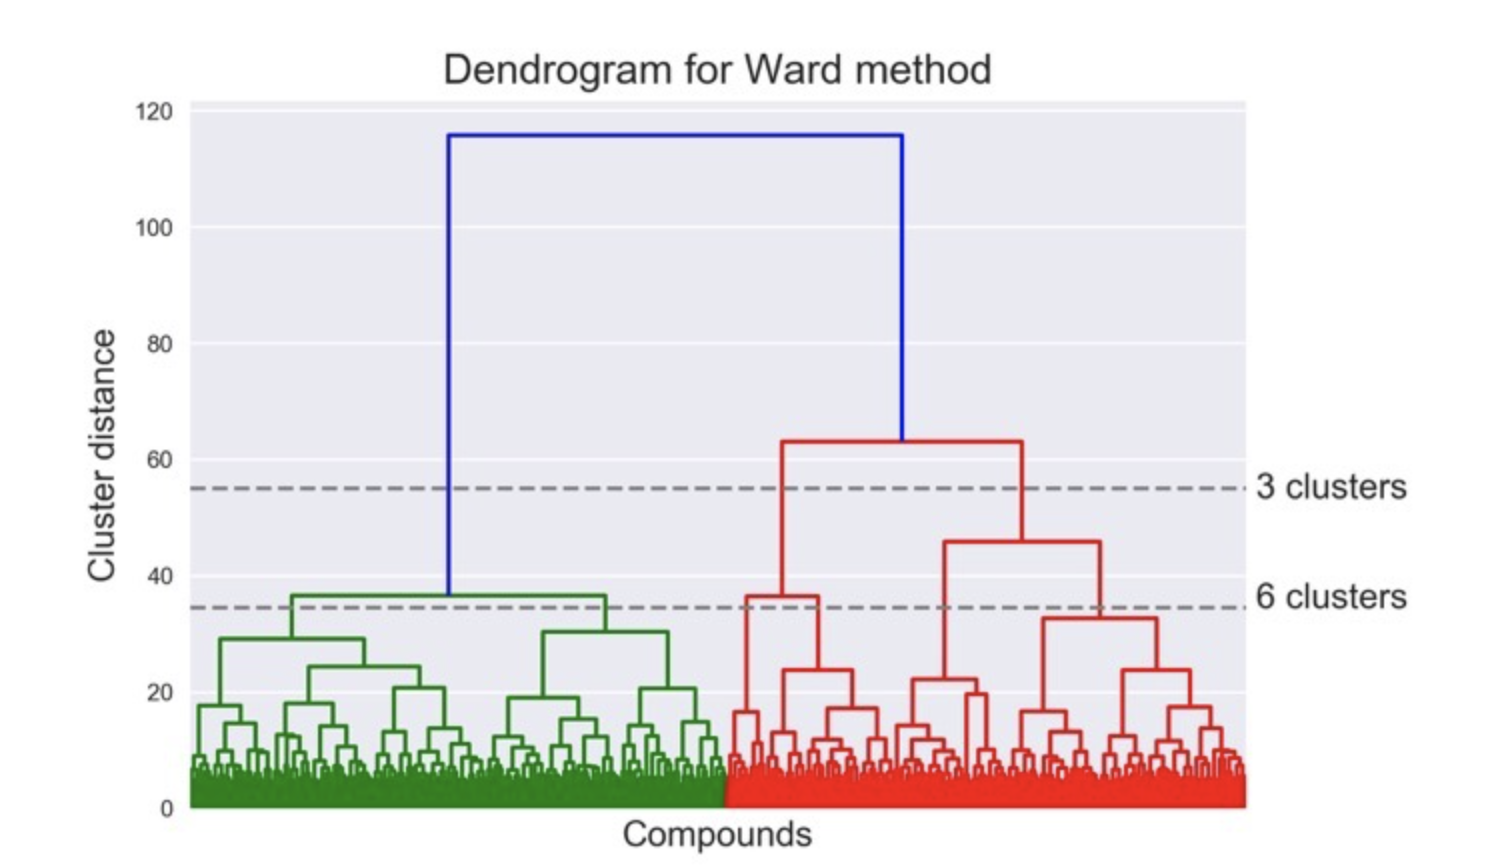 Dendrogram for Ward method
120
100
80
60
40
20
0
Cluster distance
3 clusters
6 clusters
Compounds